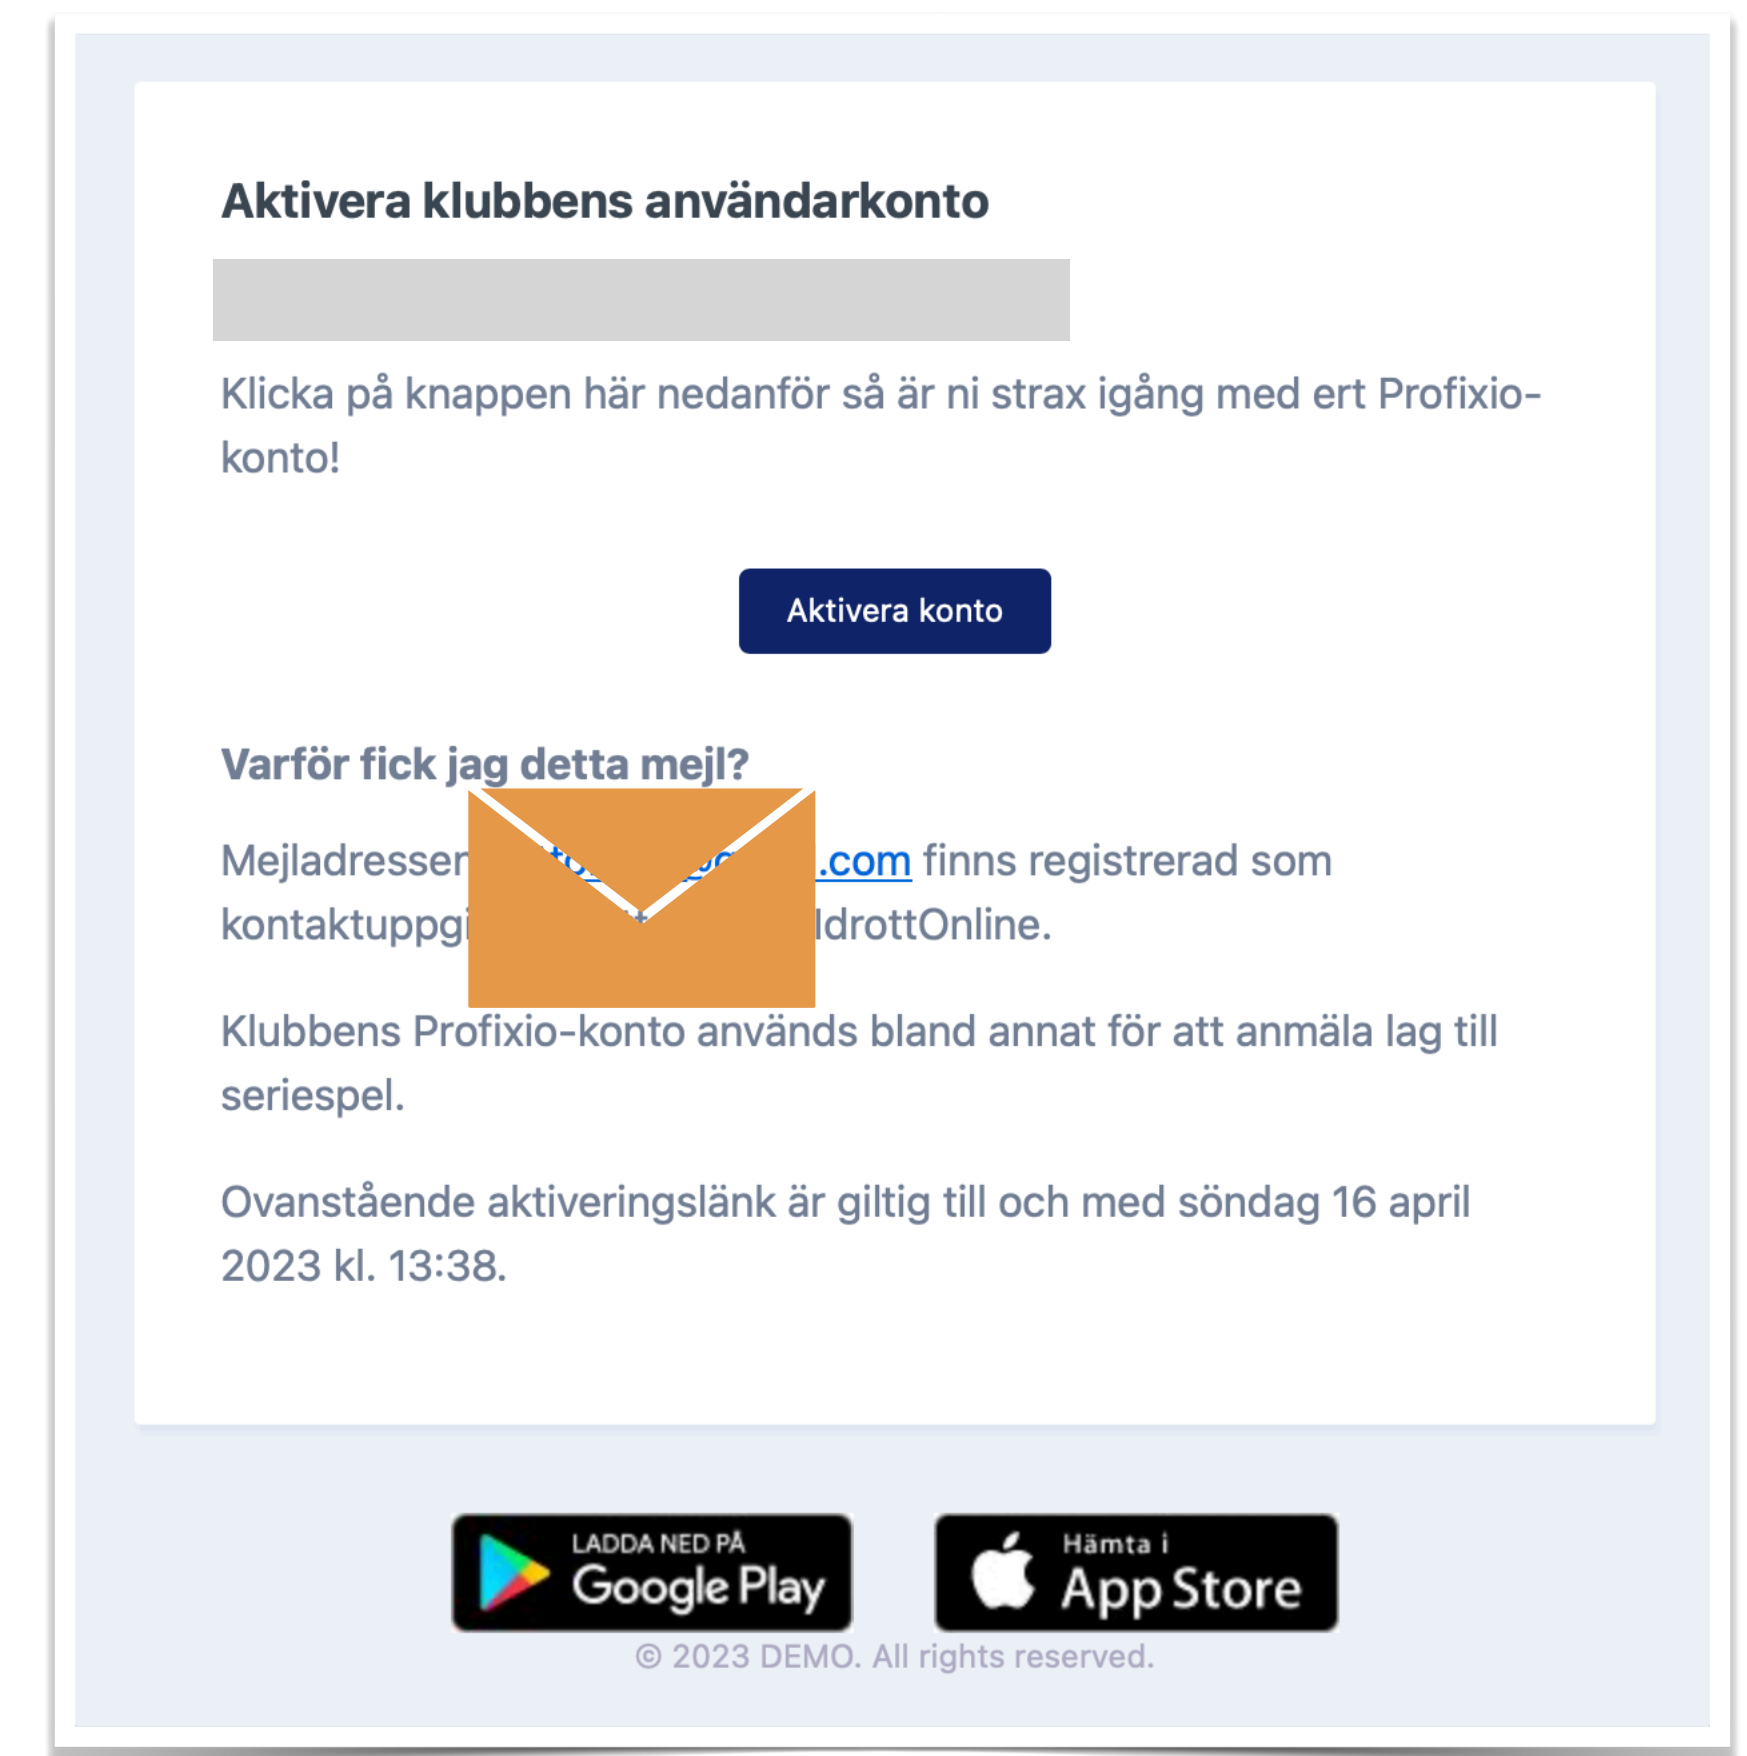 Aktivera klubbens användarkonto
Klicka på knappen här nedanför så är ni strax igång med ert Profixio-
konto!
Aktivera konto
Varför fick jag detta mejl?
.com finns registrerad som
IdrottOnline.
Klubbens Profixio-konto används bland annat för att anmäla lag till
seriespel.
Ovanstående aktiveringslänk är giltig till och med söndag 16 april
2023 kl. 13:38.
LADDA NED PÅ
Google Play
Hämta i
App Store
© 2023 DEMO. All rights reserved.